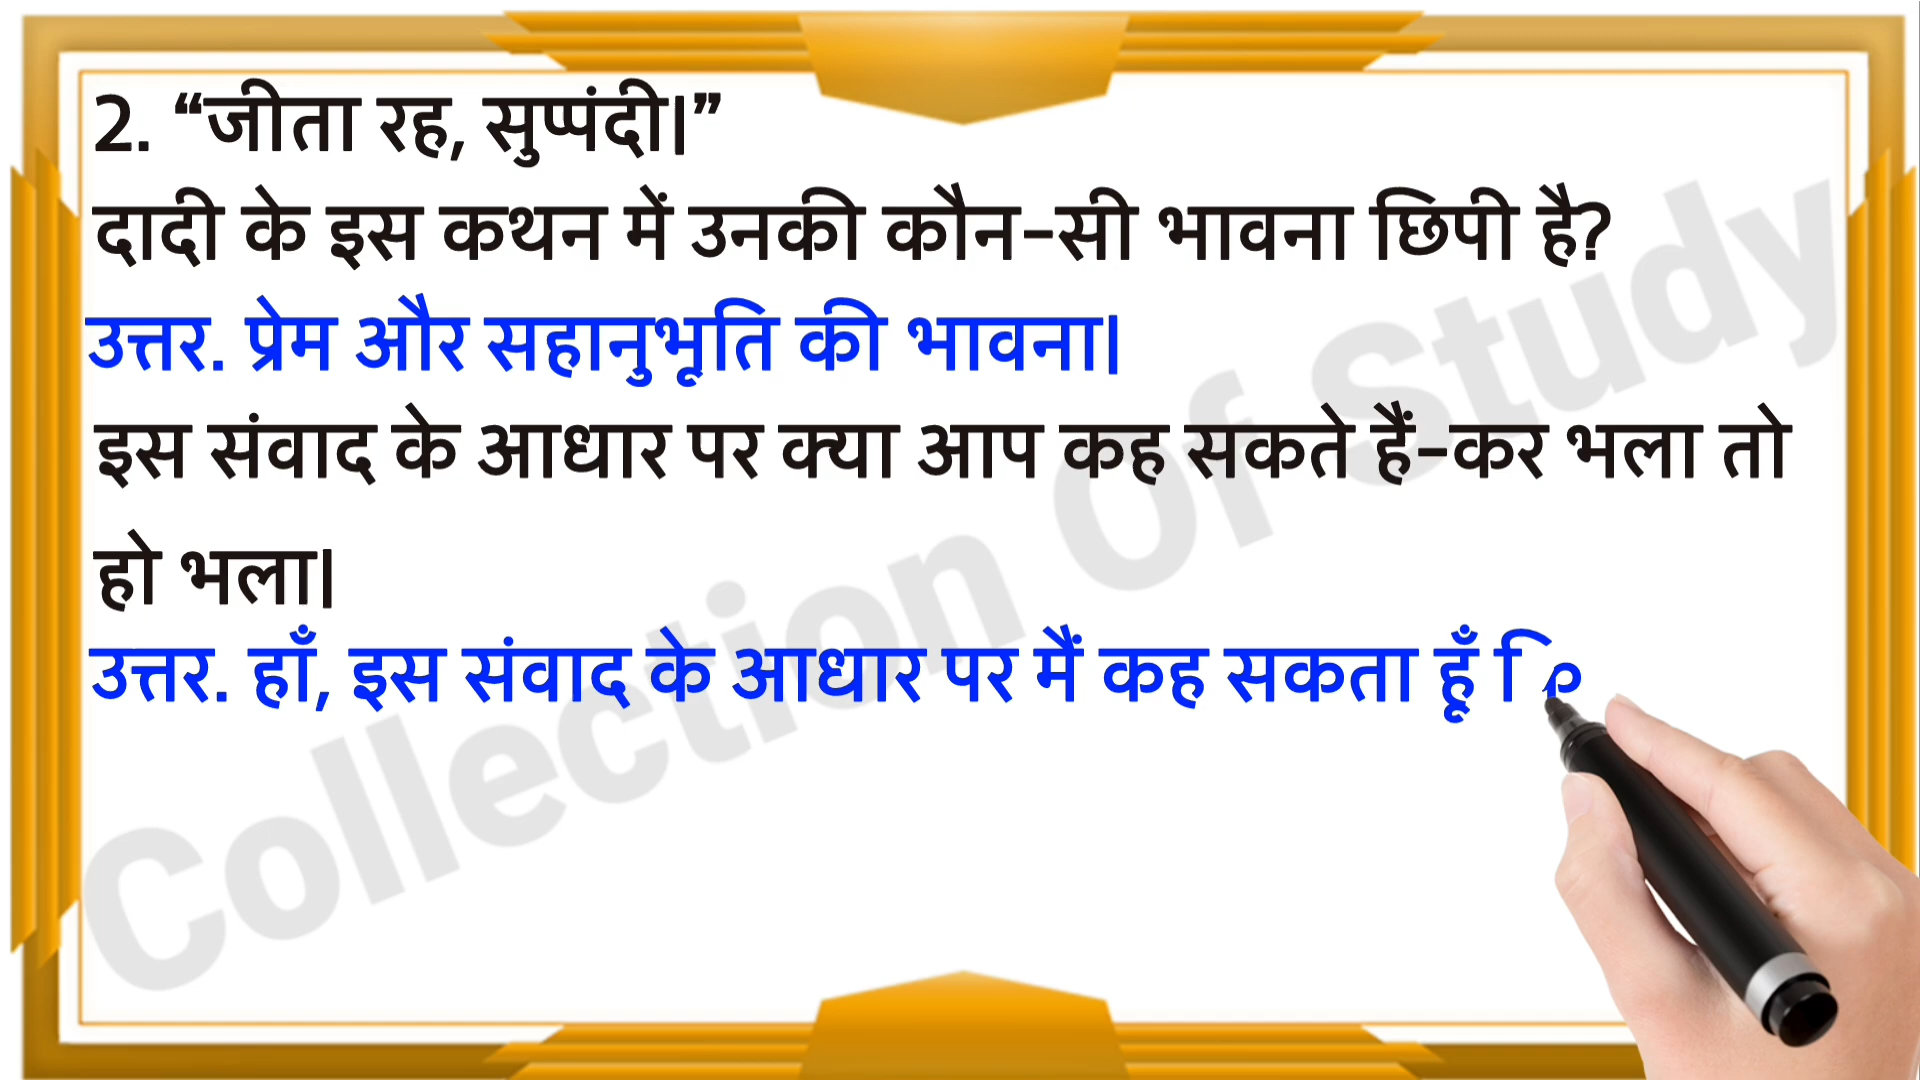 2. “जीता रह, सुप्पंदी।”
दादी के इस कथन में उनकी कौन-सी भावना छिपी है?
उत्तर. प्रेम और सहानुभूति की भावना।
इस संवाद के आधार पर क्या आप कह सकते हैं-कर भला तो
हो भला।
उत्तर. हाँ, इस संवाद के आधार पर मैं कह सकता हूँ
Collection Of Study